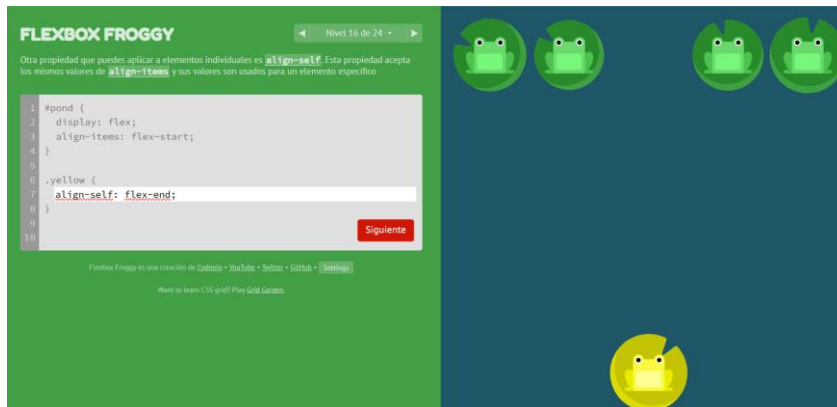 FLEXBOX FROGGY
◀ Nivel 16 de 24 ▾ ▶
Otra propiedad que puedes aplicar a elementos individuales es align-self. Esta propiedad acepta
los mismos valores de align-items y sus valores son usados para un elemento especifico
1 #pond {
2 display: flex;
3 align-items: flex-start;
4 }
5
6 .yellow {
7 align-self: flex-end;
8 }
9
10
Siguiente
Flexbox Froggy es una creación de Codepip • YouTube • Twitter • GitHub • Settings
Want to learn CSS grid? Play Grid Garden.